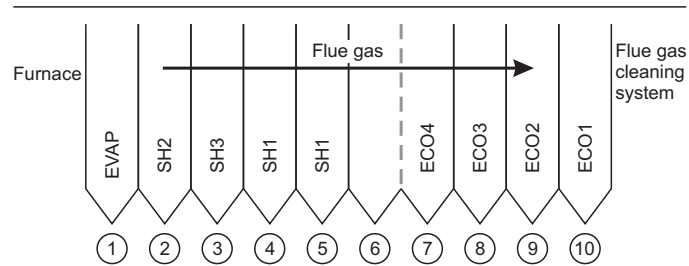 Flue gas
Furnace
Flue gas
cleaning
system
EVAP
SH2
SH3
SH1
SH1
ECO4
ECO3
ECO2
ECO1
1
2
3
4
5
6
7
8
9
10